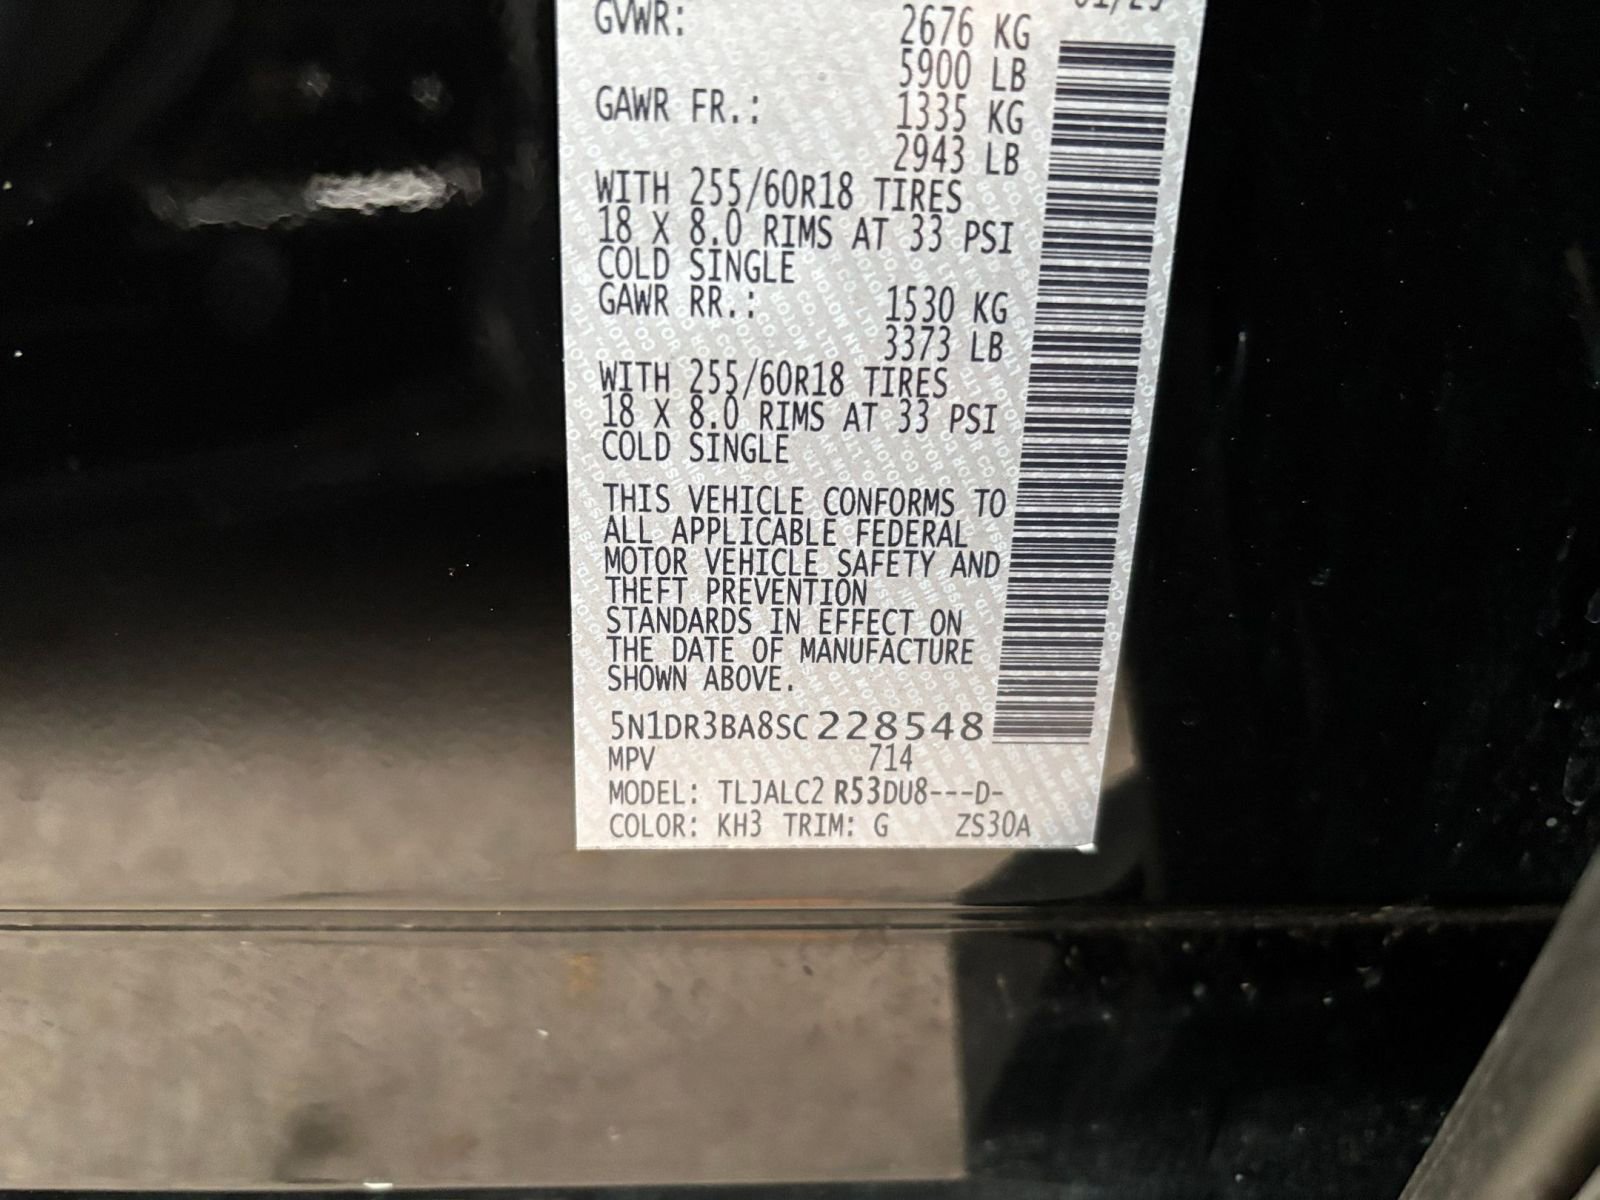 01/25
GVWR: 2676 KG
5900 LB
GAWR FR.: 1335 KG
2943 LB
WITH 255/60R18 TIRES
18 X 8.0 RIMS AT 33 PSI
COLD SINGLE
GAWR RR.: 1530 KG
3373 LB
WITH 255/60R18 TIRES
18 X 8.0 RIMS AT 33 PSI
COLD SINGLE
THIS VEHICLE CONFORMS TO
ALL APPLICABLE FEDERAL
MOTOR VEHICLE SAFETY AND
THEFT PREVENTION
STANDARDS IN EFFECT ON
THE DATE OF MANUFACTURE
SHOWN ABOVE.
5N1DR3BA8SC228548
MPV 714
MODEL: TLJALC2 R53DU8---D-
COLOR: KH3 TRIM: G ZS30A